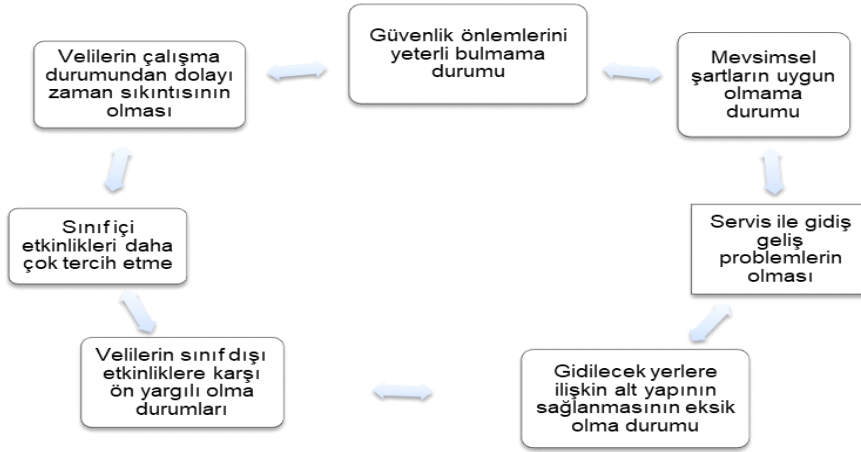 Güvenlik önlemlerini
yeterli bulmama
durumu
Mevsimsel
şartların uygun
olmama
durumu
Servis ile gidiş
geliş
problemlerin
olması
Gidilecek yerlere
ilişkin alt yapının
sağlanmasının eksik
olma durumu
Velilerin sınıf dışı
etkinliklere karşı
ön yargılı olma
durumları
Sınıf içi
etkinlikleri daha
çok tercih etme
Velilerin çalışma
durumundan dolayı
zaman sıkıntısının
olması